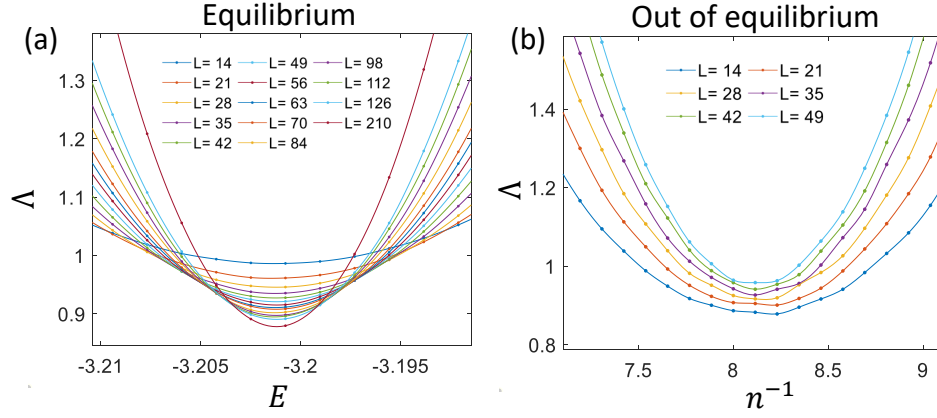 Equilibrium
Out of equilibrium
(a)
1.3
1.2
1.1
1
0.9
Λ
L= 14
L= 21
L= 28
L= 35
L= 42
L= 49
L= 56
L= 63
L= 70
L= 84
L= 98
L= 112
L= 126
L= 210
-3.21
-3.205
-3.2
-3.195
E
(b)
1.4
1.2
1
0.8
Λ
L= 14
L= 28
L= 42
L= 21
L= 35
L= 49
7.5
8
8.5
9
n⁻¹